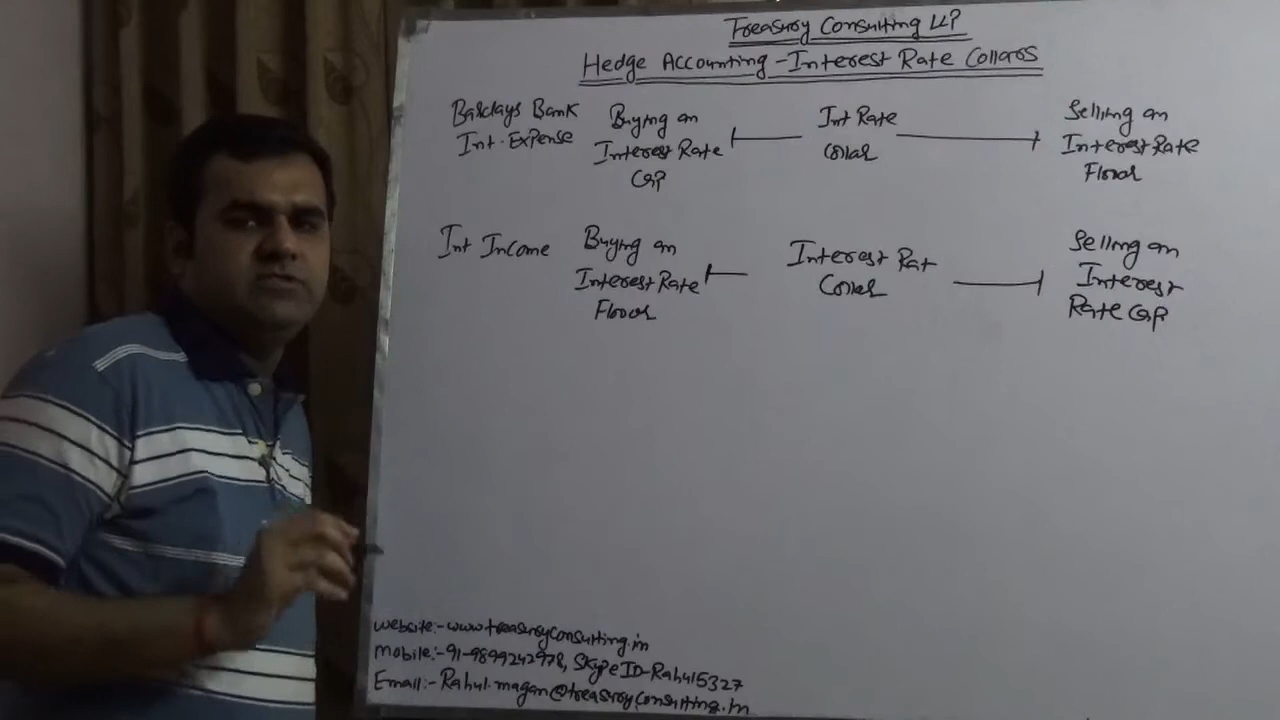 Treasury Consulting LLP
Hedge Accounting - Interest Rate Collars
Barclays Bank
Int. Expense
Buying an
Interest Rate
Cap
Int Rate
Collar
Selling an
Interest Rate
Floor
Int Income
Buying an
Interest Rate
Floor
Interest Rat
Collar
Selling an
Interest
Rate Cap
Website:- www.treasuryconsulting.in
Mobile:- 91-9899242978, Skype ID-Rahul5327
Email:- Rahul.magan@treasuryconsulting.in